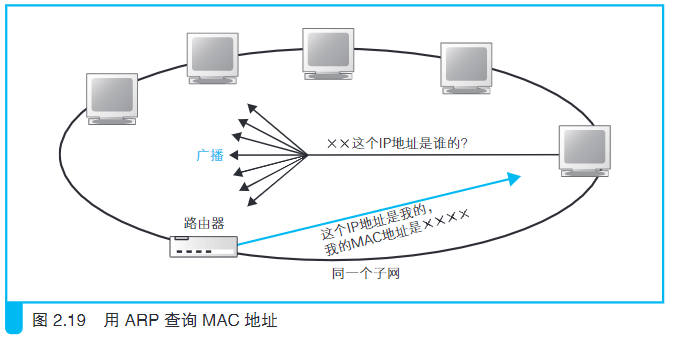 ××这个IP地址是谁的?
广播
路由器
这个IP地址是我的，
我的MAC地址是××××
同一个子网
图 2.19 用 ARP 查询 MAC 地址